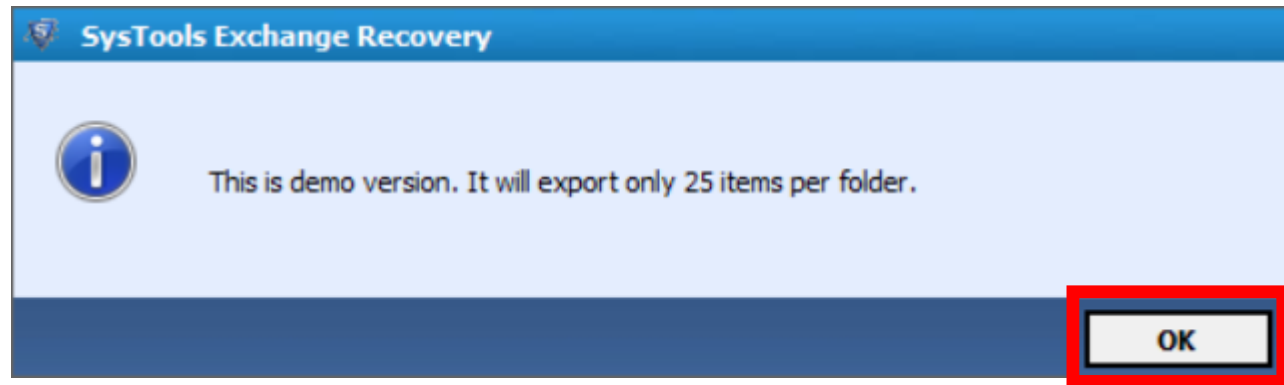 SysTools Exchange Recovery
This is demo version. It will export only 25 items per folder.
OK